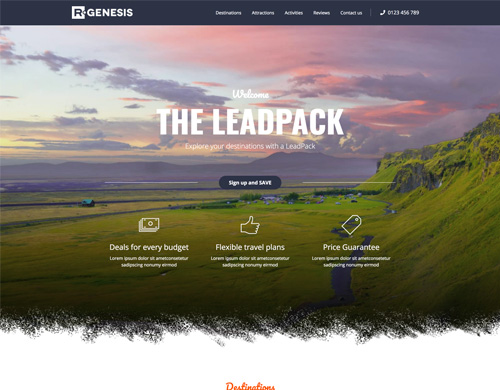 R GENESIS
Destinations Attractions Activities Reviews Contact us 0123 456 789
Welcome
THE LEADPACK
Explore your destinations with a LeadPack
Sign up and SAVE
Deals for every budget Flexible travel plans Price Guarantee
Lorem ipsum dolor sit ametconsetetur Lorem ipsum dolor sit ametconsetetur Lorem ipsum dolor sit ametconsetetur
sadipscing nonumy eirmod sadipscing nonumy eirmod sadipscing nonumy eirmod
Destinations